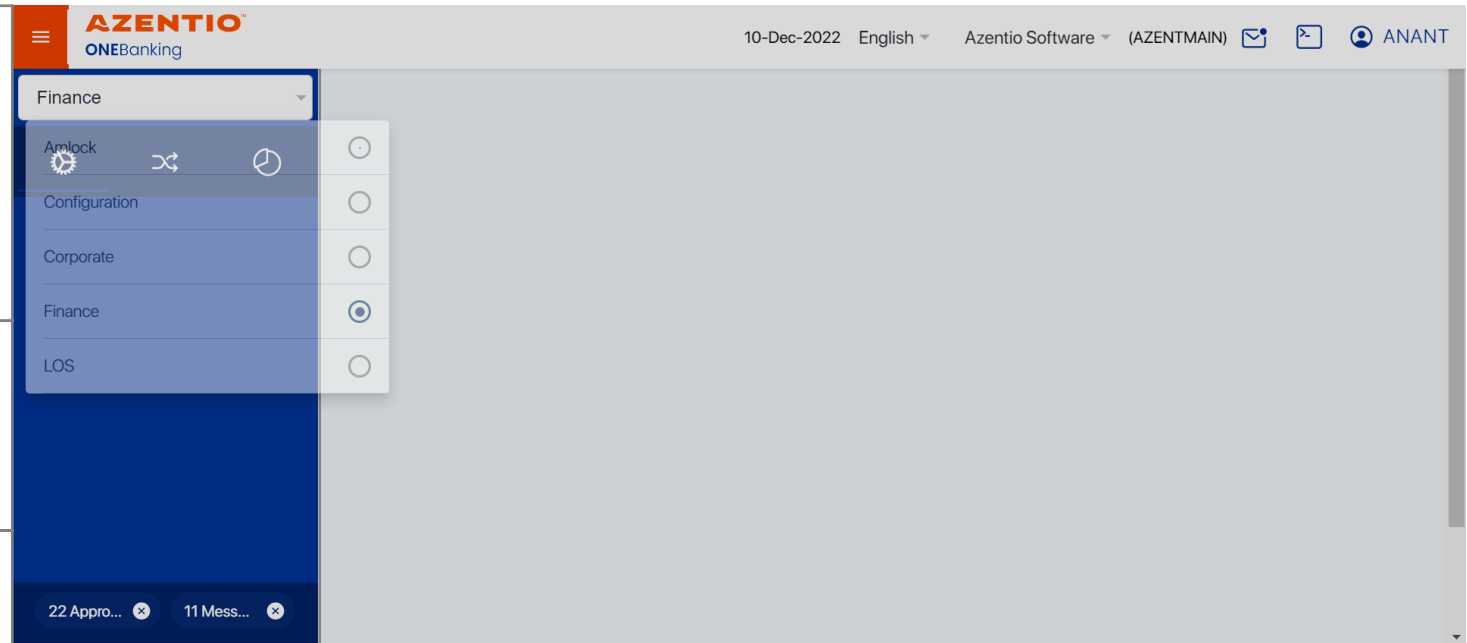 AZENTIO™
ONEBanking
10-Dec-2022 English Azentio Software (AZENTMAIN) ANANT
Finance
Amlock
Configuration
Corporate
Finance
LOS
22 Appro... 11 Mess...